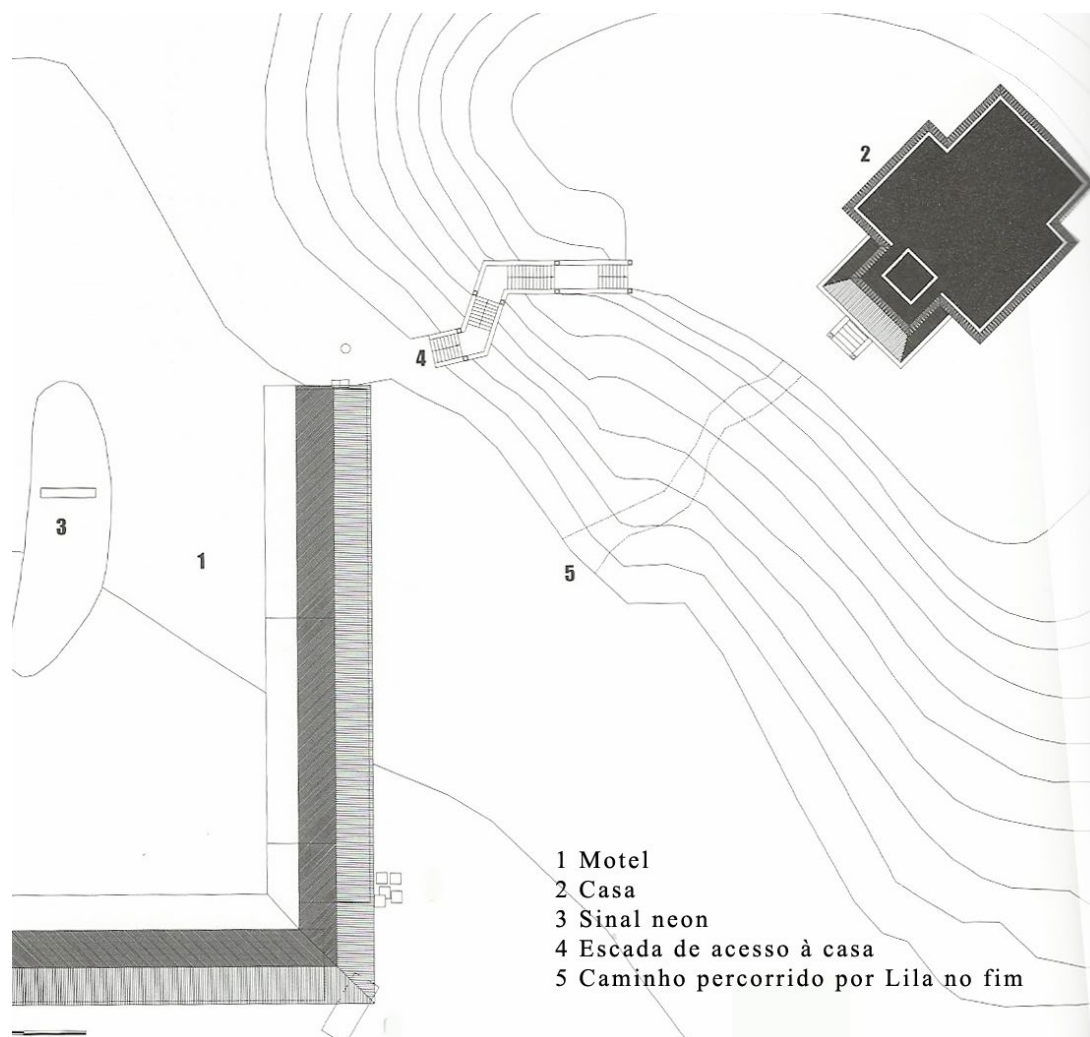 2
4
3
1
5
1 Motel
2 Casa
3 Sinal neon
4 Escada de acesso à casa
5 Caminho percorrido por Lila no fim